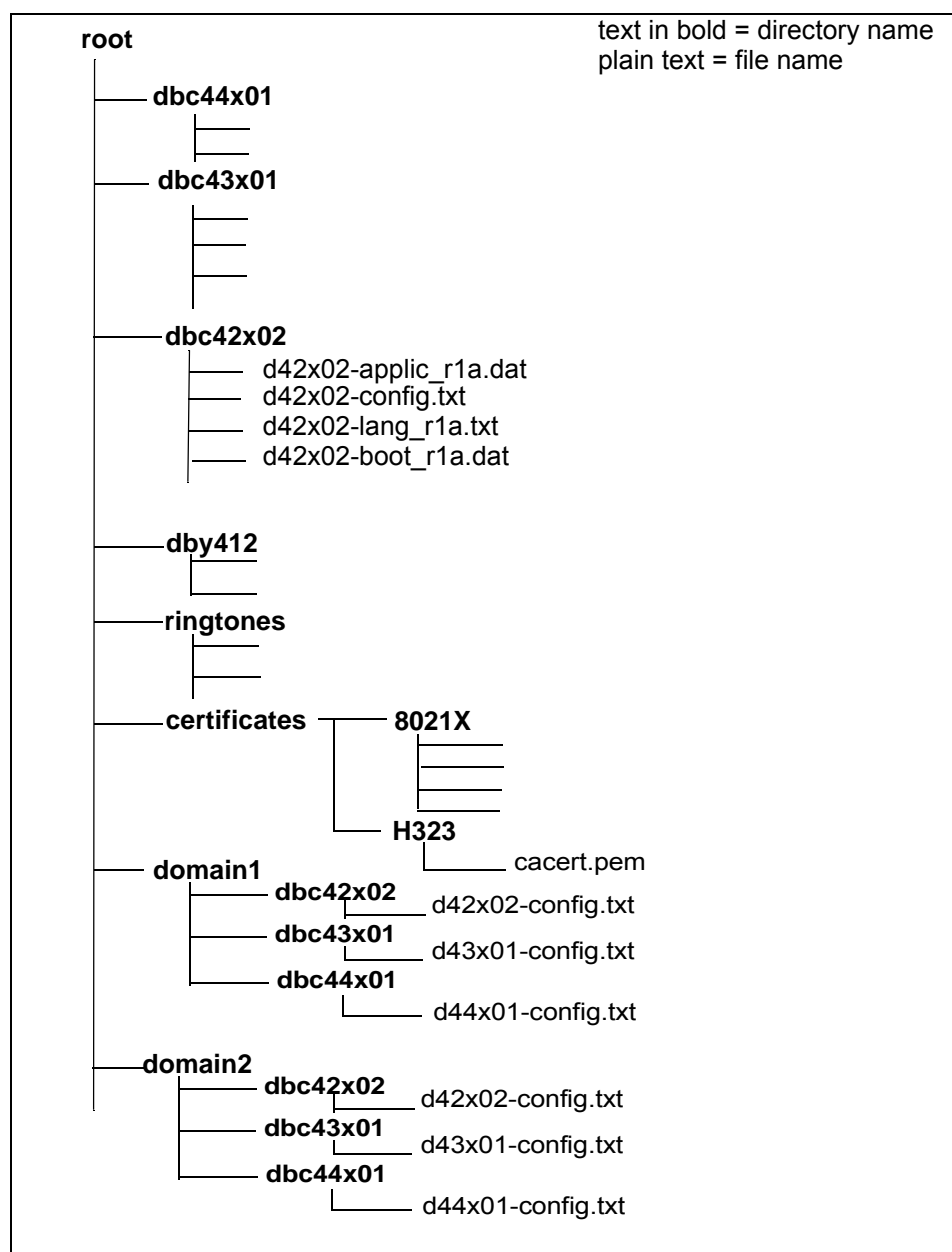 text in bold = directory name
plain text = file name
root
dbc44x01
dbc43x01
dbc42x02
d42x02-applic_r1a.dat
d42x02-config.txt
d42x02-lang_r1a.txt
d42x02-boot_r1a.dat
dby412
ringtones
certificates
8021X
H323
cacert.pem
domain1
dbc42x02
d42x02-config.txt
dbc43x01
d43x01-config.txt
dbc44x01
d44x01-config.txt
domain2
dbc42x02
d42x02-config.txt
dbc43x01
d43x01-config.txt
dbc44x01
d44x01-config.txt